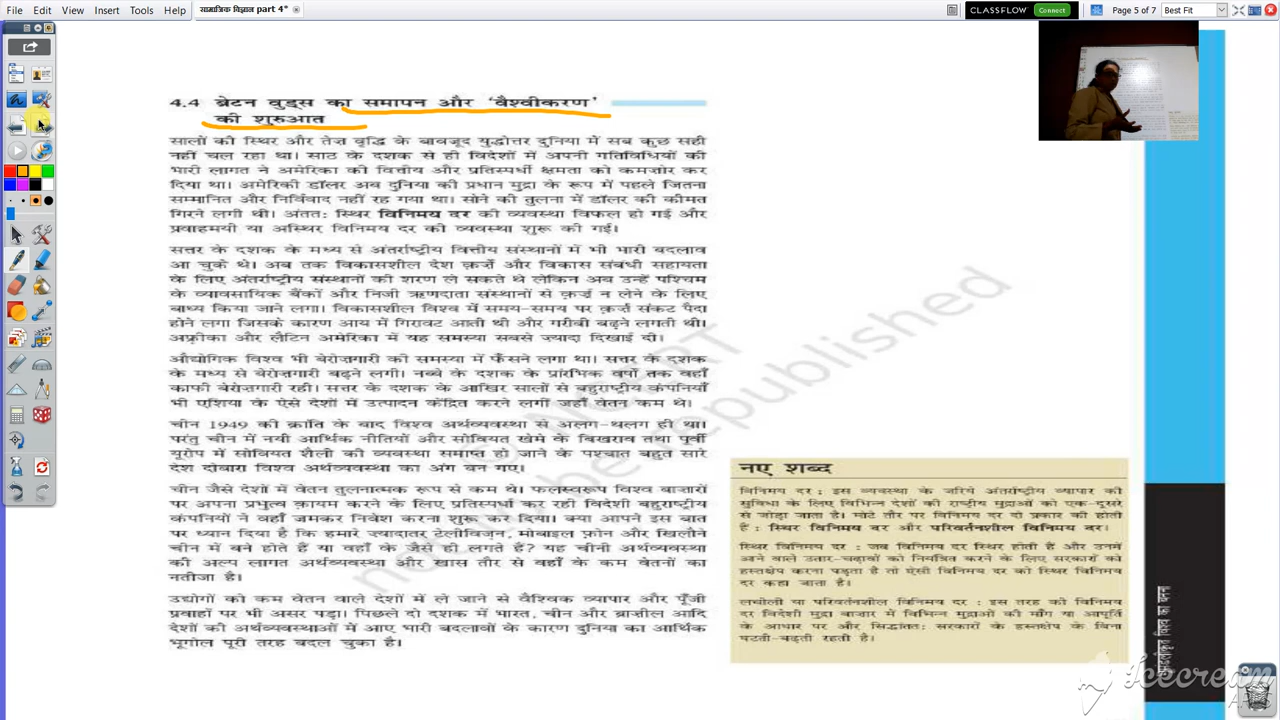 File Edit View Insert Tools Help
सामाजिक विज्ञान part 4*
CLASSFLOW Connect
Page 5 of 7 Best Fit
4.4 ब्रेटन वुड्स का समापन और 'वैश्वीकरण'
की शुरुआत
सालों की स्थिर और तेज़ वृद्धि के बावजूद युद्धोत्तर दुनिया में सब कुछ सही
नहीं चल रहा था। साठ के दशक से ही विदेशों में अपनी गतिविधियों की
भारी लागत ने अमेरिका की वित्तीय और प्रतिस्पर्धी क्षमता को कमज़ोर कर
दिया था। अमेरिकी डॉलर अब दुनिया की प्रधान मुद्रा के रूप में पहले जितना
सम्मानित और निर्विवाद नहीं रह गया था। सोने की तुलना में डॉलर की कीमत
गिरने लगी थी। अंततः स्थिर विनिमय दर की व्यवस्था विफल हो गई और
प्रवाहमयी या अस्थिर विनिमय दर की व्यवस्था शुरू की गई।
सत्तर के दशक के मध्य से अंतर्राष्ट्रीय वित्तीय संस्थानों में भी भारी बदलाव
आ चुके थे। अब तक विकासशील देश कर्ज़े और विकास संबंधी सहायता
के लिए अंतर्राष्ट्रीय संस्थानों की शरण ले सकते थे लेकिन अब उन्हें पश्चिम
के व्यावसायिक बैंकों और निजी ऋणदाता संस्थानों से कर्ज़ न लेने के लिए
बाध्य किया जाने लगा। विकासशील विश्व में समय-समय पर कर्ज़ संकट पैदा
होने लगा जिसके कारण आय में गिरावट आती थी और गरीबी बढ़ने लगती थी।
अफ़्रीका और लैटिन अमेरिका में यह समस्या सबसे ज्यादा दिखाई दी।
औद्योगिक विश्व भी बेरोज़गारी की समस्या में फँसने लगा था। सत्तर के दशक
के मध्य से बेरोज़गारी बढ़ने लगी। नब्बे के दशक के प्रारंभिक वर्षों तक वहाँ
काफी बेरोज़गारी रही। सत्तर के दशक के आखिर सालों से बहुराष्ट्रीय कंपनियाँ
भी एशिया के ऐसे देशों में उत्पादन केंद्रित करने लगीं जहाँ वेतन कम थे।
चीन 1949 की क्रांति के बाद विश्व अर्थव्यवस्था से अलग-थलग ही था।
परंतु चीन में नयी आर्थिक नीतियों और सोवियत खेमे के बिखराव तथा पूर्वी
यूरोप में सोवियत शैली की व्यवस्था समाप्त हो जाने के पश्चात बहुत सारे
देश दोबारा विश्व अर्थव्यवस्था का अंग बन गए।
चीन जैसे देशों में वेतन तुलनात्मक रूप से कम थे। फलस्वरूप विश्व बाज़ारों
पर अपना प्रभुत्व क़ायम करने के लिए प्रतिस्पर्धा कर रही विदेशी बहुराष्ट्रीय
कंपनियों ने वहाँ जमकर निवेश करना शुरू कर दिया। क्या आपने इस बात
पर ध्यान दिया है कि हमारे ज्यादातर टेलीविज़न, मोबाइल फ़ोन और खिलौने
चीन में बने होते हैं या वहाँ के जैसे ही लगते हैं? यह चीनी अर्थव्यवस्था
की अल्प लागत अर्थव्यवस्था और खास तौर से वहाँ के कम वेतनों का
नतीजा है।
उद्योगों को कम वेतन वाले देशों में ले जाने से वैश्विक व्यापार और पूँजी
प्रवाहों पर भी असर पड़ा। पिछले दो दशक में भारत, चीन और ब्राज़ील आदि
देशों की अर्थव्यवस्थाओं में आए भारी बदलावों के कारण दुनिया का आर्थिक
भूगोल पूरी तरह बदल चुका है।
नए शब्द
विनिमय दर : इस व्यवस्था के जरिये अंतर्राष्ट्रीय व्यापार की
सुविधा के लिए विभिन्न देशों की राष्ट्रीय मुद्राओं को एक-दूसरे
से जोड़ा जाता है। मोटे तौर पर विनिमय दर दो प्रकार की होती
हैं : स्थिर विनिमय दर और परिवर्तनशील विनिमय दर।
स्थिर विनिमय दर : जब विनिमय दर स्थिर होती हैं और उनमें
आने वाले उतार-चढ़ावों को नियंत्रित करने के लिए सरकारों को
हस्तक्षेप करना पड़ता है तो ऐसी विनिमय दर को स्थिर विनिमय
दर कहा जाता है।
लचीली या परिवर्तनशील विनिमय दर : इस तरह की विनिमय
दर विदेशी मुद्रा बाज़ार में विभिन्न मुद्राओं की माँग या आपूर्ति
के आधार पर और सिद्धांततः सरकारों के हस्तक्षेप के बिना
घटती-बढ़ती रहती है।
be republished
Icecream